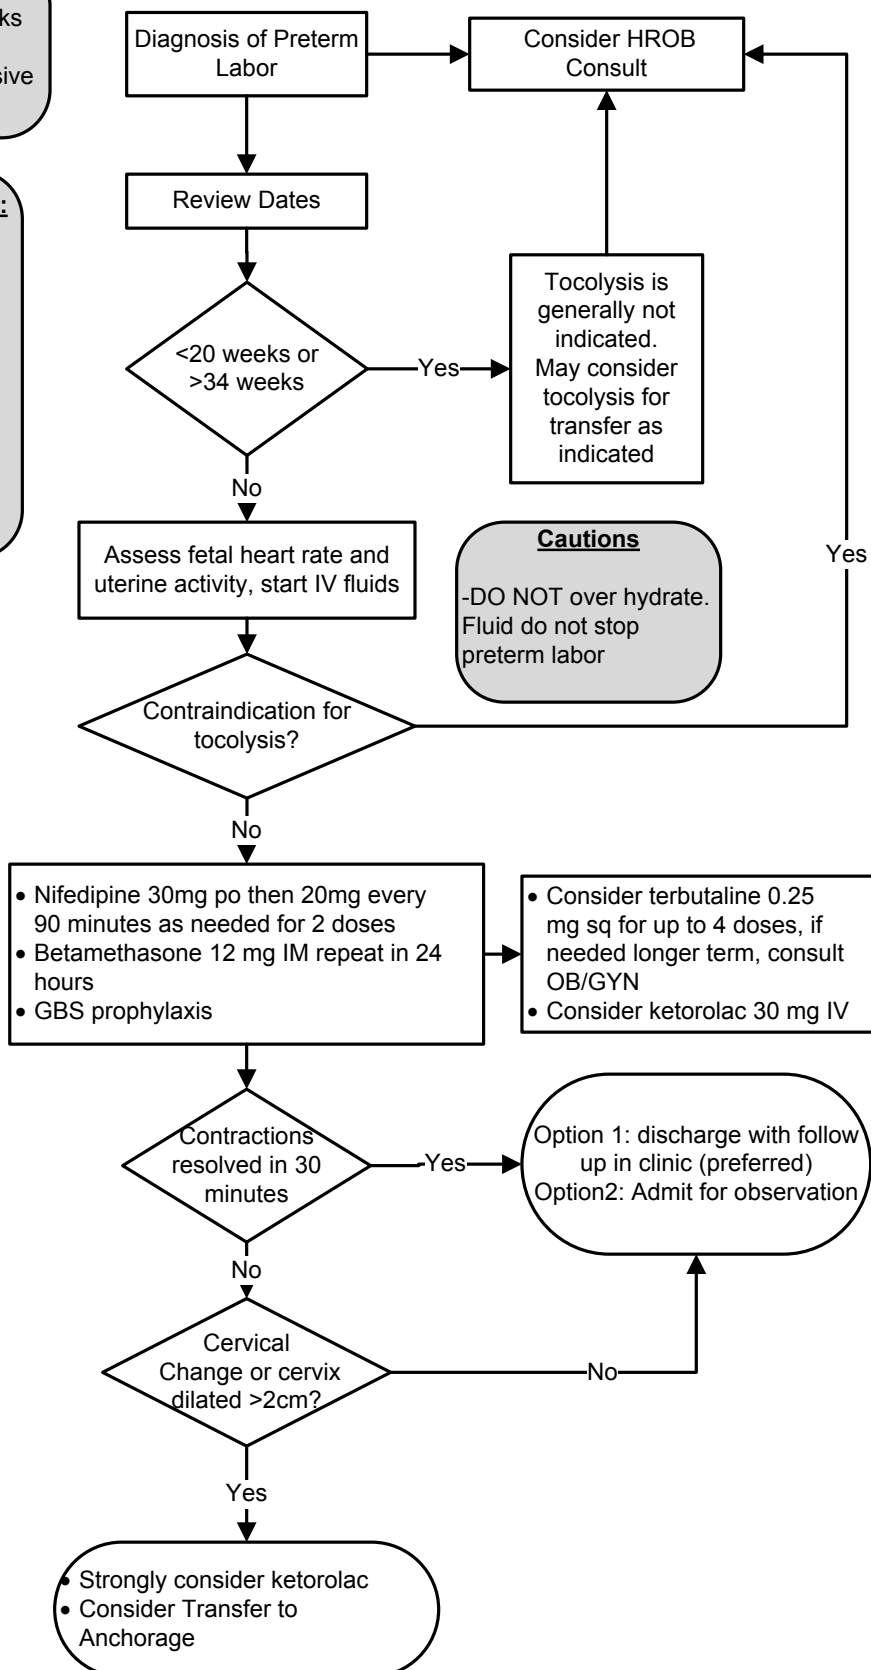 ks
sive
:
Diagnosis of Preterm
Labor
Consider HROB
Consult
Review Dates
<20 weeks or
>34 weeks
Yes
Tocolysis is
generally not
indicated.
May consider
tocolysis for
transfer as
indicated
No
Assess fetal heart rate and
uterine activity, start IV fluids
Cautions
-DO NOT over hydrate.
Fluid do not stop
preterm labor
Yes
Contraindication for
tocolysis?
No
• Nifedipine 30mg po then 20mg every
90 minutes as needed for 2 doses
• Betamethasone 12 mg IM repeat in 24
hours
• GBS prophylaxis
• Consider terbutaline 0.25
mg sq for up to 4 doses, if
needed longer term, consult
OB/GYN
• Consider ketorolac 30 mg IV
Contractions
resolved in 30
minutes
Yes
Option 1: discharge with follow
up in clinic (preferred)
Option2: Admit for observation
No
Cervical
Change or cervix
dilated >2cm?
No
Yes
• Strongly consider ketorolac
• Consider Transfer to
Anchorage